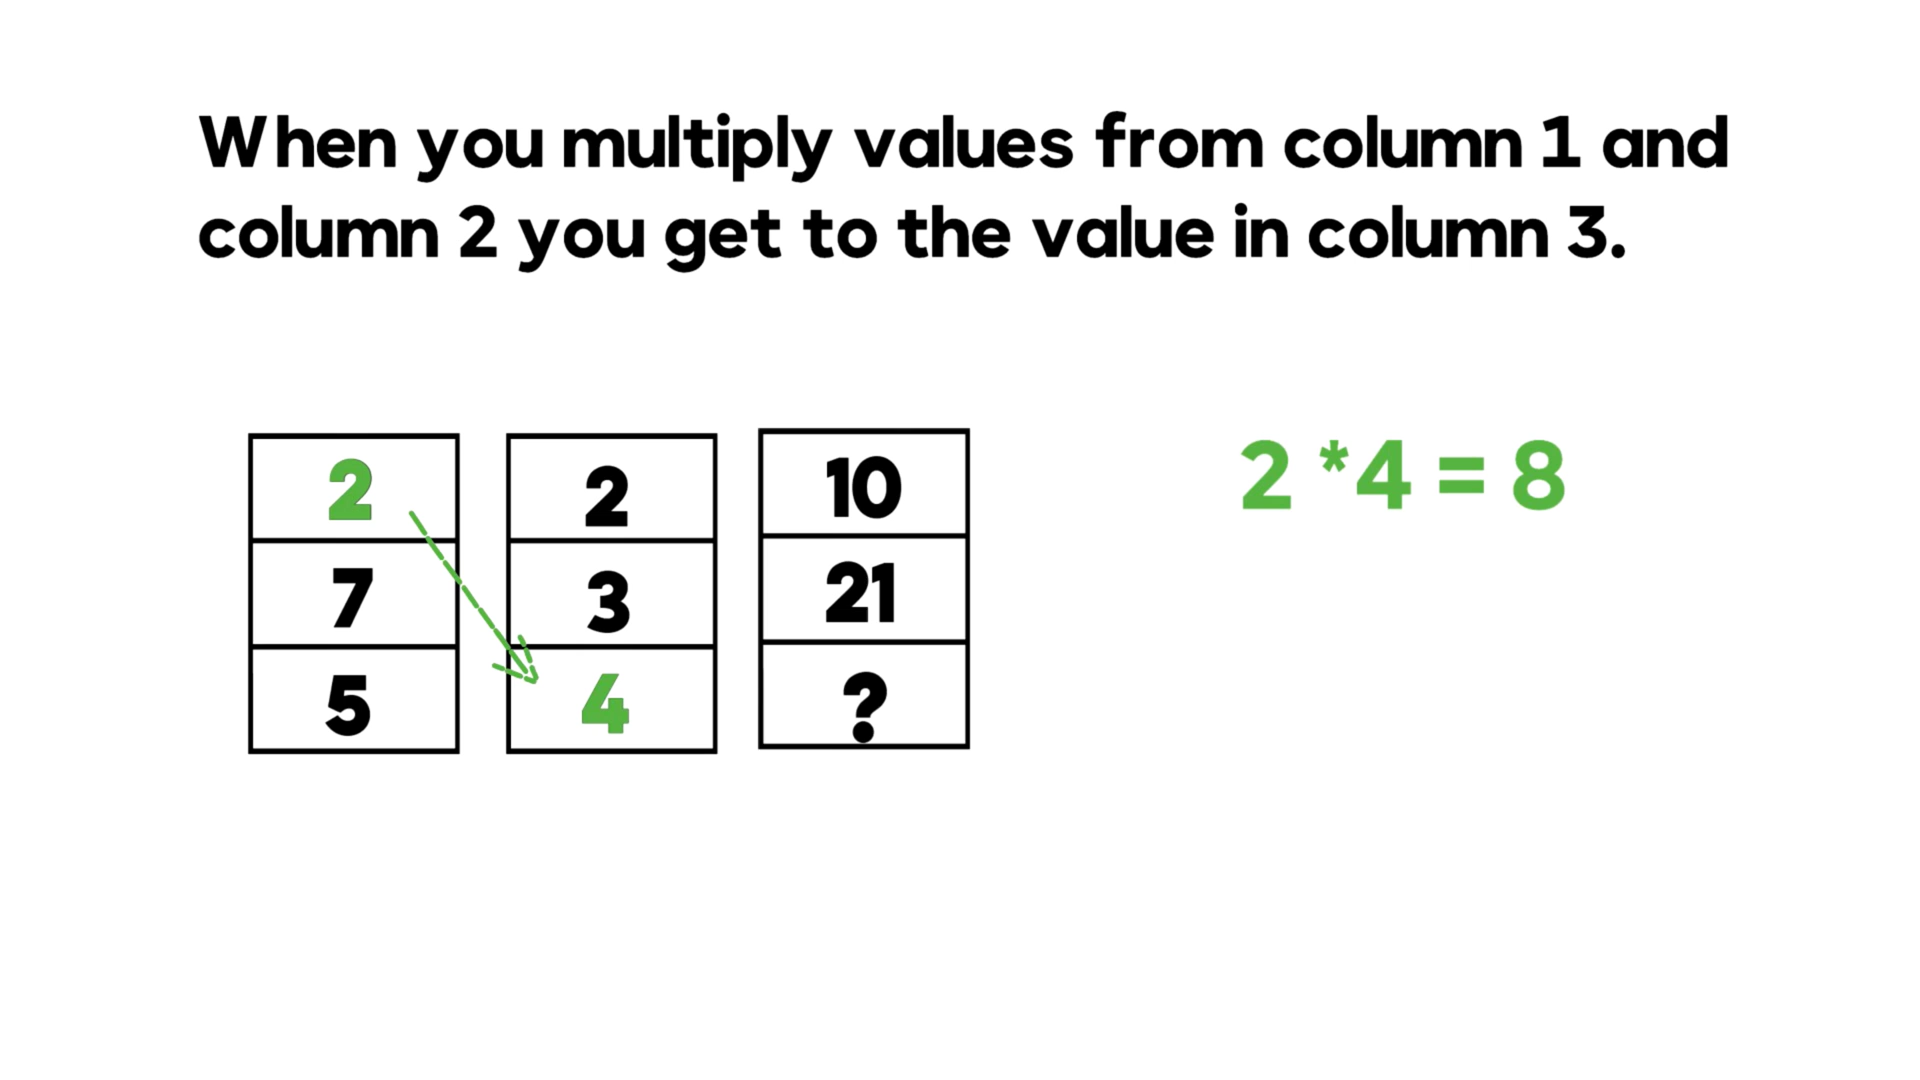 When you multiply values from column 1 and
column 2 you get to the value in column 3.
2 2 10
7 3 21
5 4 ?
2 *4 = 8